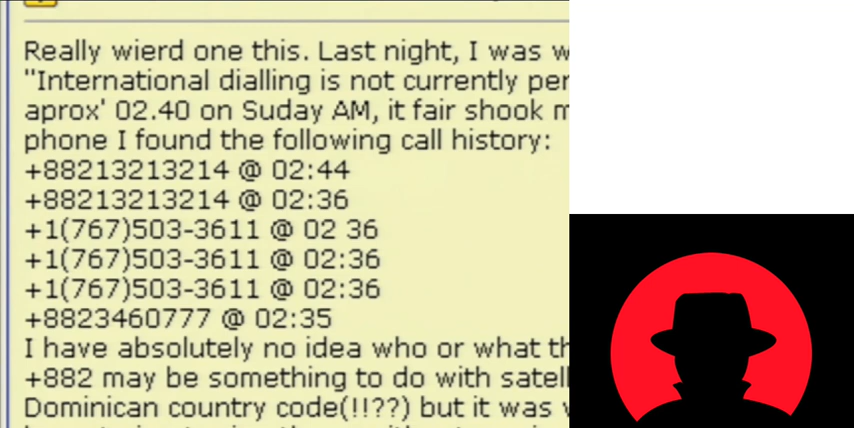 Really wierd one this. Last night, I was w
"International dialling is not currently per
aprox' 02.40 on Suday AM, it fair shook m
phone I found the following call history:
+88213213214 @ 02:44
+88213213214 @ 02:36
+1(767)503-3611 @ 02 36
+1(767)503-3611 @ 02:36
+1(767)503-3611 @ 02:36
+8823460777 @ 02:35
I have absolutely no idea who or what th
+882 may be something to do with satell
Dominican country code(!!??) but it was v